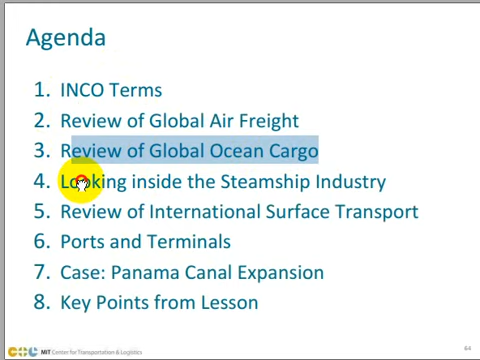 Agenda
1. INCO Terms
2. Review of Global Air Freight
3. Review of Global Ocean Cargo
4. Looking inside the Steamship Industry
5. Review of International Surface Transport
6. Ports and Terminals
7. Case: Panama Canal Expansion
8. Key Points from Lesson
CTL MIT Center for Transportation & Logistics
64